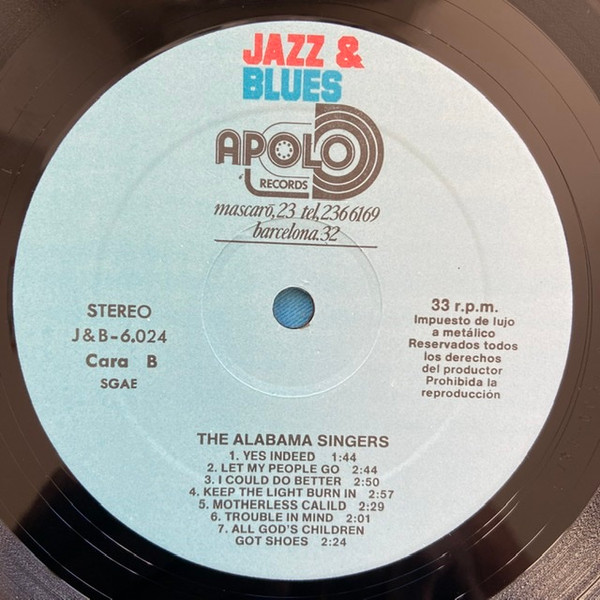 JAZZ &
BLUES
APOLO
RECORDS
mascaró,23 tel,2366169
barcelona.32
STEREO
J&B-6.024
Cara B
SGAE
33 r.p.m.
Impuesto de lujo
a metálico
Reservados todos
los derechos
del productor
Prohibida la
reproducción
THE ALABAMA SINGERS
1. YES INDEED 1:44
2. LET MY PEOPLE GO 2:44
3. I COULD DO BETTER 2:50
4. KEEP THE LIGHT BURN IN 2:57
5. MOTHERLESS CALILD 2:29
6. TROUBLE IN MIND 2:01
7. ALL GOD'S CHILDREN
GOT SHOES 2:24